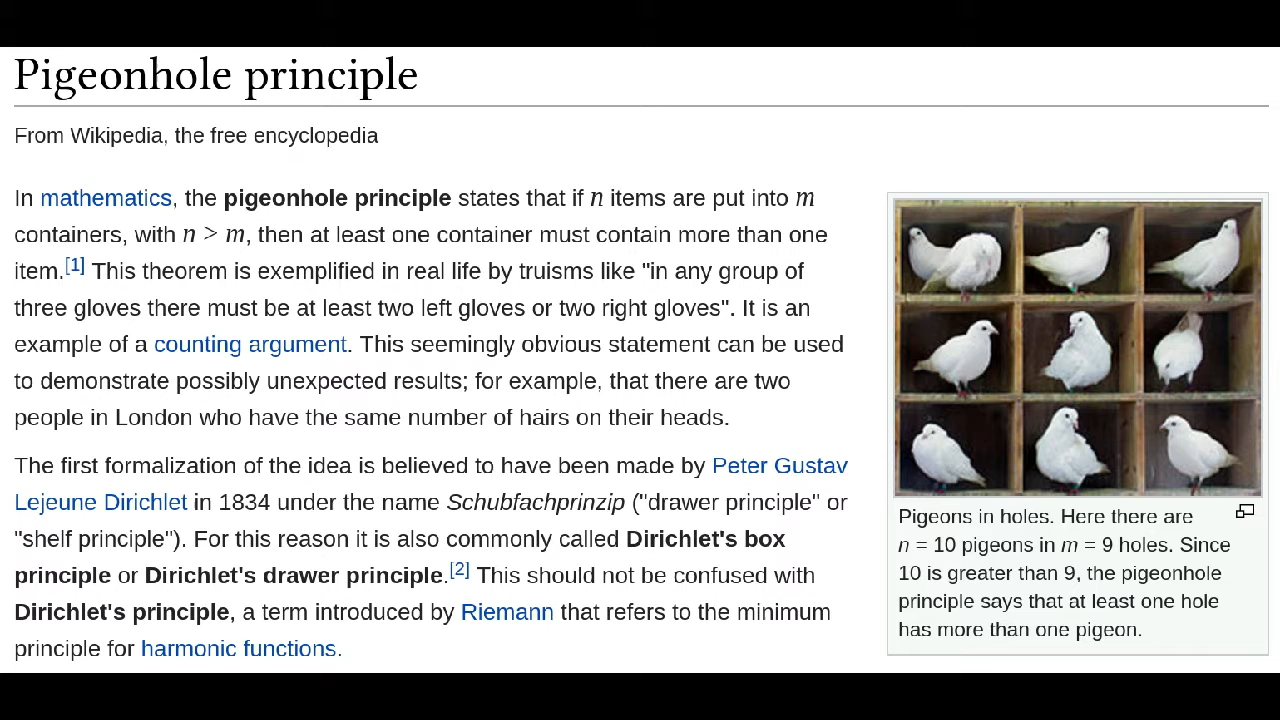 Pigeonhole principle
From Wikipedia, the free encyclopedia
In mathematics, the pigeonhole principle states that if n items are put into m
containers, with n > m, then at least one container must contain more than one
item.[1] This theorem is exemplified in real life by truisms like "in any group of
three gloves there must be at least two left gloves or two right gloves". It is an
example of a counting argument. This seemingly obvious statement can be used
to demonstrate possibly unexpected results; for example, that there are two
people in London who have the same number of hairs on their heads.
The first formalization of the idea is believed to have been made by Peter Gustav
Lejeune Dirichlet in 1834 under the name Schubfachprinzip ("drawer principle" or
"shelf principle"). For this reason it is also commonly called Dirichlet's box
principle or Dirichlet's drawer principle.[2] This should not be confused with
Dirichlet's principle, a term introduced by Riemann that refers to the minimum
principle for harmonic functions.
Pigeons in holes. Here there are
n = 10 pigeons in m = 9 holes. Since
10 is greater than 9, the pigeonhole
principle says that at least one hole
has more than one pigeon.